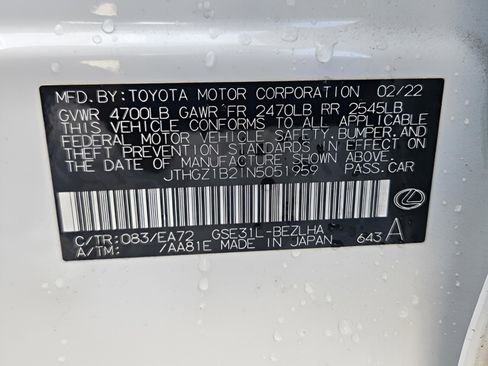 MFD.BY:TOYOTA MOTOR CORPORATION 02/22
GVWR 4700LB GAWR FR 2470LB RR 2545LB
THIS VEHICLE CONFORMS TO ALL APPLICABLE
FEDERAL MOTOR VEHICLE SAFETY,BUMPER,AND
THEFT PREVENTION STANDARDS IN EFFECT ON
THE DATE OF MANUFACTURE SHOWN ABOVE.
JTHGZ1B21N5051959 PASS.CAR
C/TR:083/EA72 GSE31L-BEZLHA
A/TM: /AA81E MADE IN JAPAN 643 A